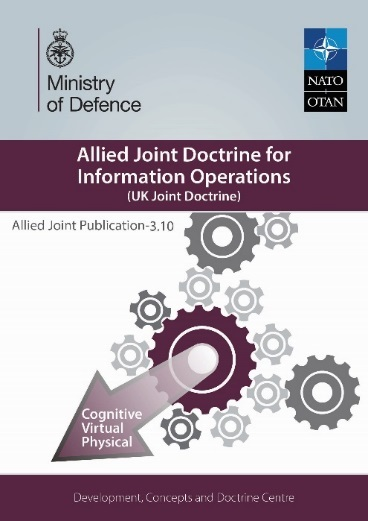 Ministry
of Defence
NATO
OTAN
Allied Joint Doctrine for
Information Operations
(UK Joint Doctrine)
Allied Joint Publication-3.10
Cognitive
Virtual
Physical
Development, Concepts and Doctrine Centre